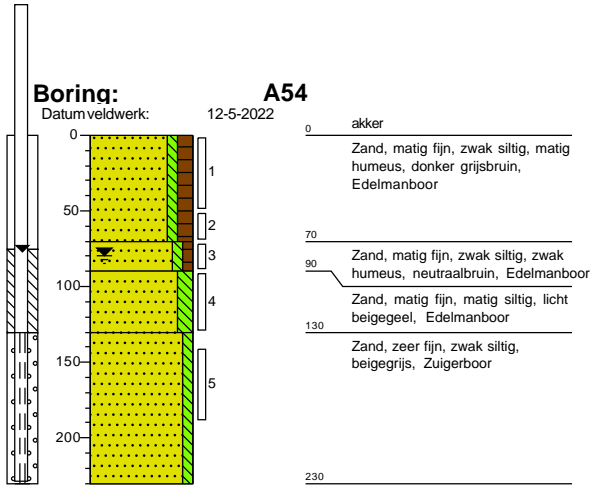 Boring: A54
Datum veldwerk: 12-5-2022
0
50
100
150
200
1
2
3
4
5
0 akker
Zand, matig fijn, zwak siltig, matig
humeus, donker grijsbruin,
Edelmanboor
70
Zand, matig fijn, zwak siltig, zwak
humeus, neutraalbruin, Edelmanboor
90
Zand, matig fijn, matig siltig, licht
beigegeel, Edelmanboor
130
Zand, zeer fijn, zwak siltig,
beigegrijs, Zuigerboor
230